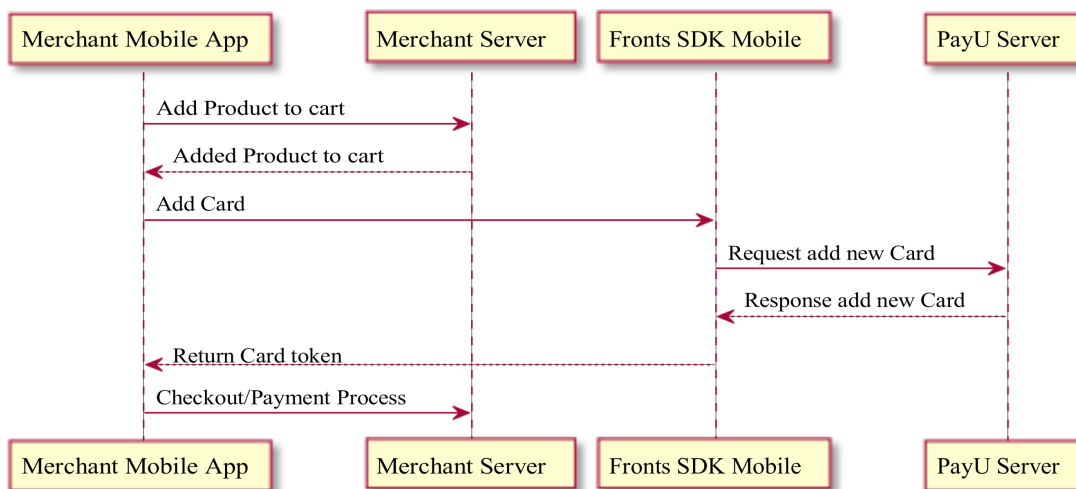 Merchant Mobile App
Merchant Server
Fronts SDK Mobile
PayU Server
Add Product to cart
Added Product to cart
Add Card
Request add new Card
Response add new Card
Return Card token
Checkout/Payment Process
Merchant Mobile App
Merchant Server
Fronts SDK Mobile
PayU Server